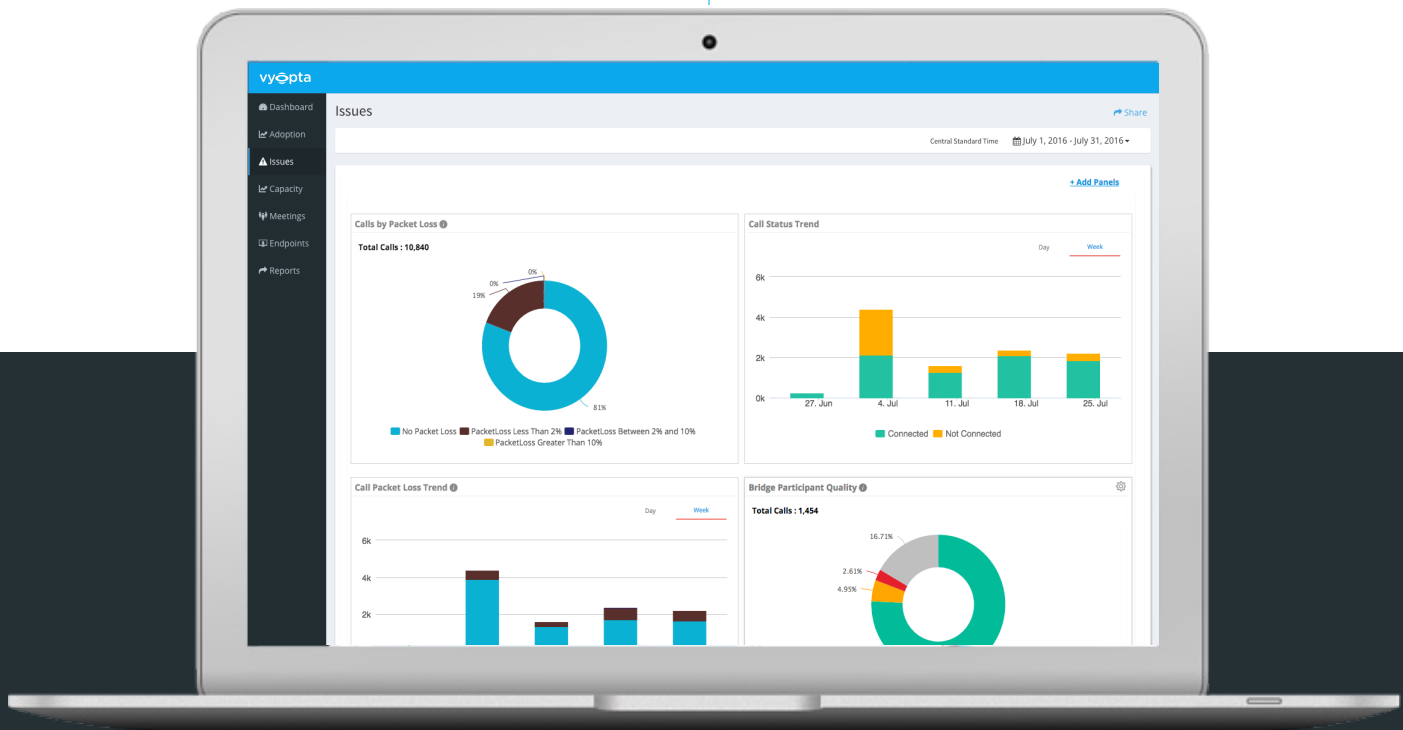 vyopta
Dashboard
Adoption
Issues
Capacity
Meetings
Endpoints
Reports
Issues
Share
Central Standard Time July 1, 2016 - July 31, 2016
+ Add Panels
Calls by Packet Loss
Total Calls : 10,840
0%
0%
19%
81%
No Packet Loss PacketLoss Less Than 2% PacketLoss Between 2% and 10%
PacketLoss Greater Than 10%
Call Status Trend
Day Week
6k
4k
2k
0k
27. Jun 4. Jul 11. Jul 18. Jul 25. Jul
Connected Not Connected
Call Packet Loss Trend
Day Week
6k
4k
2k
Bridge Participant Quality
Total Calls : 1,454
16.71%
2.61%
4.95%